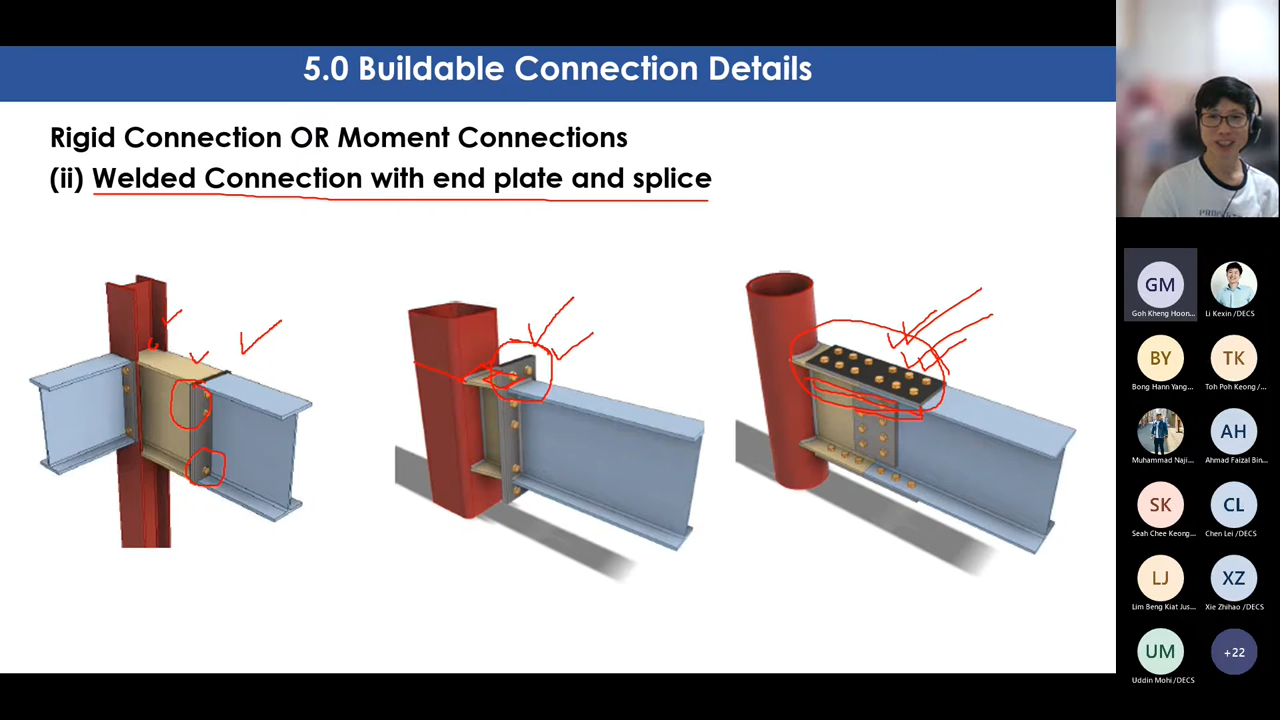 5.0 Buildable Connection Details
Rigid Connection OR Moment Connections
(ii) Welded Connection with end plate and splice
GM
Goh Kheng Hoon...
Li Kexin /DECS
BY
Bong Hann Yang...
TK
Toh Poh Keong /...
Muhammad Naji...
AH
Ahmad Faizal Bin...
SK
Seah Chee Keong...
CL
Chen Lei /DECS
LJ
Lim Beng Kiat Jus...
XZ
Xie Zhihao /DECS
UM
Uddin Mohi /DECS
+22